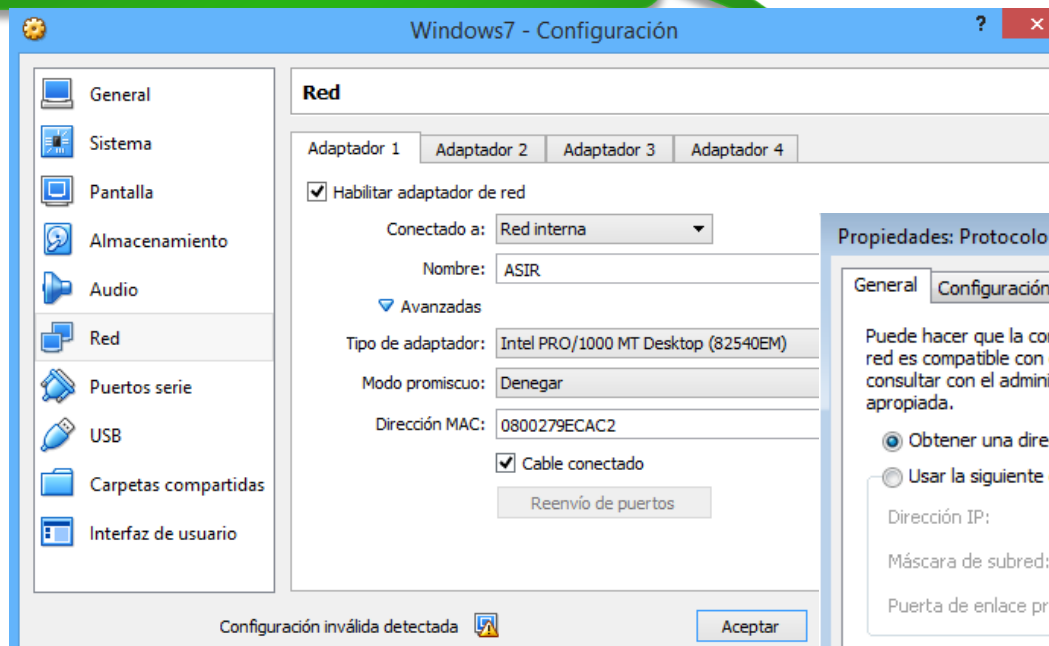 Windows7 - Configuración
?
General
Sistema
Pantalla
Almacenamiento
Audio
Red
Puertos serie
USB
Carpetas compartidas
Interfaz de usuario
Red
Adaptador 1 Adaptador 2 Adaptador 3 Adaptador 4
Habilitar adaptador de red
Conectado a: Red interna
Nombre: ASIR
Avanzadas
Tipo de adaptador: Intel PRO/1000 MT Desktop (82540EM)
Modo promiscuo: Denegar
Dirección MAC: 0800279ECAC2
Cable conectado
Reenvío de puertos
Configuración inválida detectada
Aceptar
Propiedades: Protocolo
General Configuración
Puede hacer que la
red es compatible con
consultar con el
apropiada.
Obtener una
Usar la siguiente
Dirección IP:
Máscara de subred:
Puerta de enlace